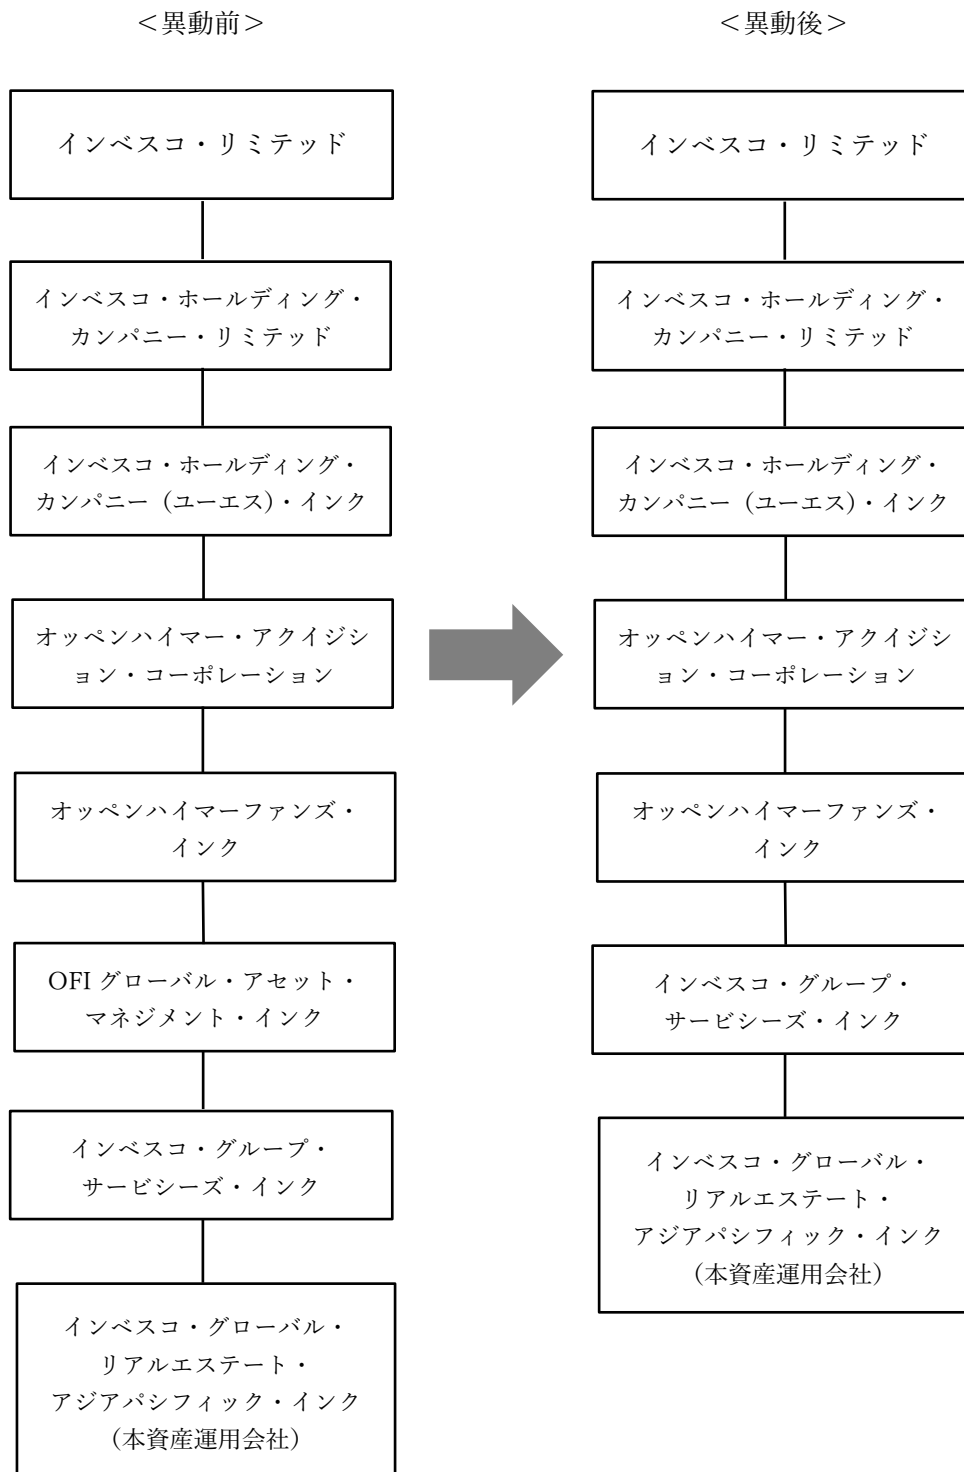 ＜異動前＞
インベスコ・リミテッド
インベスコ・ホールディング・
カンパニー・リミテッド
インベスコ・ホールディング・
カンパニー（ユーエス）・インク
オッペンハイマー・アクイジシ
ョン・コーポレーション
オッペンハイマーファンズ・
インク
OFI グローバル・アセット・
マネジメント・インク
インベスコ・グループ・
サービシーズ・インク
インベスコ・グローバル・
リアルエステート・
アジアパシフィック・インク
（本資産運用会社）
＜異動後＞
インベスコ・リミテッド
インベスコ・ホールディング・
カンパニー・リミテッド
インベスコ・ホールディング・
カンパニー（ユーエス）・インク
オッペンハイマー・アクイジシ
ョン・コーポレーション
オッペンハイマーファンズ・
インク
インベスコ・グループ・
サービシーズ・インク
インベスコ・グローバル・
リアルエステート・
アジアパシフィック・インク
（本資産運用会社）